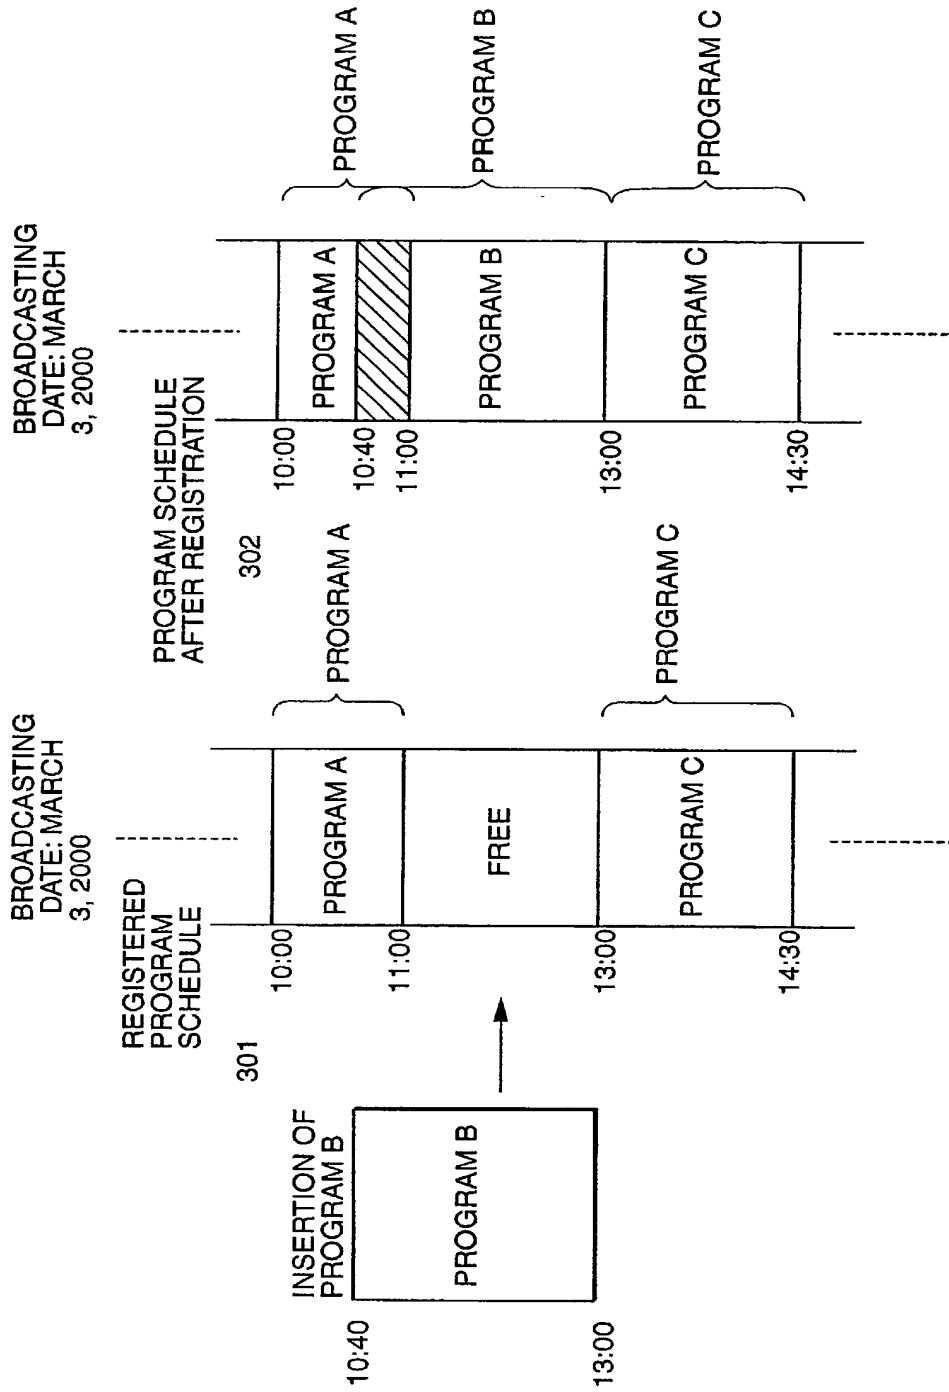 INSERTION OF
PROGRAM B
10:40
PROGRAM B
13:00
301
REGISTERED
PROGRAM
SCHEDULE
BROADCASTING
DATE: MARCH
3, 2000
10:00
PROGRAM A
11:00
FREE
13:00
PROGRAM C
14:30
PROGRAM A
PROGRAM C
302
PROGRAM SCHEDULE
AFTER REGISTRATION
BROADCASTING
DATE: MARCH
3, 2000
10:00
PROGRAM A
10:40
11:00
PROGRAM B
13:00
PROGRAM C
14:30
PROGRAM A
PROGRAM B
PROGRAM C